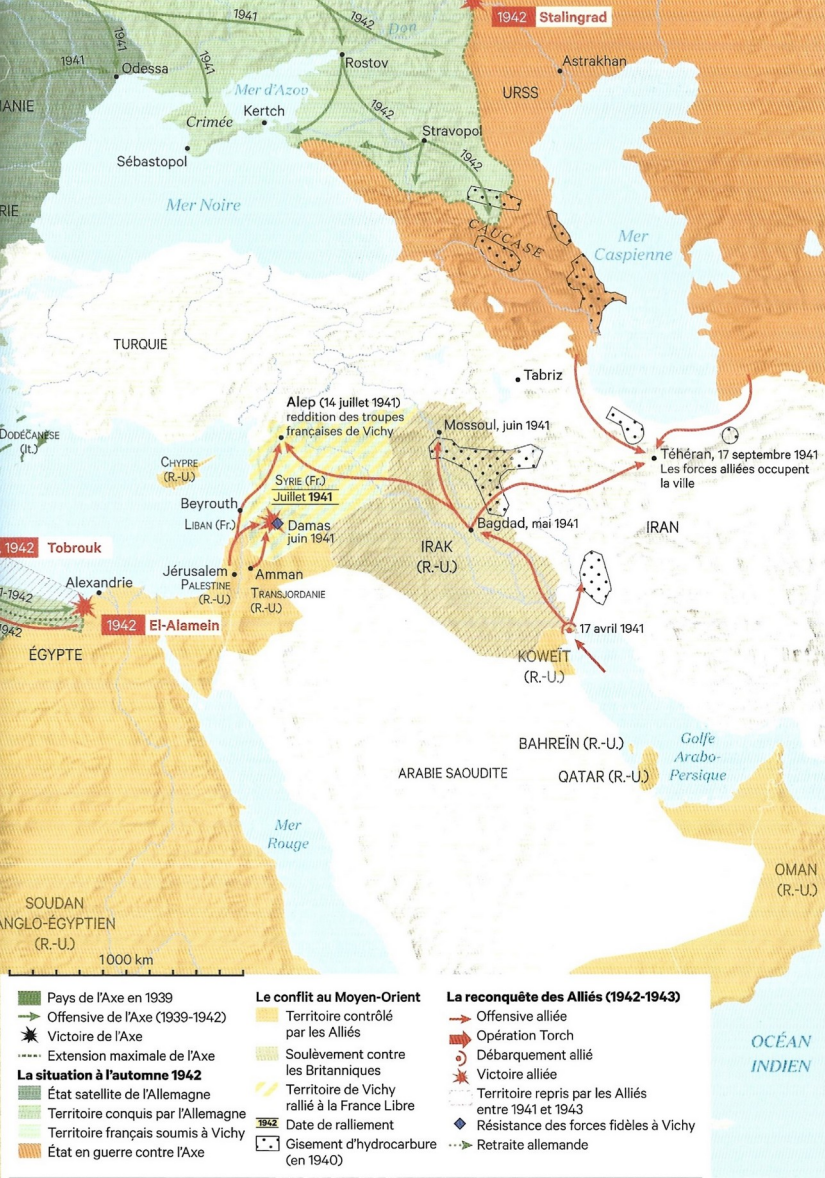 1941
1942
1942 Stalingrad
Don
1941
1941
1941
Odessa
Rostov
Astrakhan
URSS
Mer d'Azov
Kertch
1942
ANIE
Crimée
Stravopol
1942
Sébastopol
RIE
Mer Noire
CAUCASE
Mer
Caspienne
TURQUIE
Tabriz
Alep (14 juillet 1941)
reddition des troupes
françaises de Vichy
Mossoul, juin 1941
DODÉCANÈSE
(It.)
Téhéran, 17 septembre 1941
Les forces alliées occupent
la ville
CHYPRE
(R.-U.)
SYRIE (Fr.)
Juillet 1941
Beyrouth
LIBAN (Fr.)
Damas
juin 1941
Bagdad, mai 1941
IRAN
IRAK
(R.-U.)
1942 Tobrouk
Jérusalem
PALESTINE
(R.-U.)
Amman
TRANSJORDANIE
(R.-U.)
Alexandrie
1-1942
1942
1942 El-Alamein
17 avril 1941
ÉGYPTE
KOWEÏT
(R.-U.)
BAHREÏN (R.-U.)
Golfe
Arabo-
Persique
ARABIE SAOUDITE
QATAR (R.-U.)
Mer
Rouge
OMAN
(R.-U.)
SOUDAN
ANGLO-ÉGYPTIEN
(R.-U.)
1000 km
OCÉAN
INDIEN
Pays de l'Axe en 1939
Offensive de l'Axe (1939-1942)
Victoire de l'Axe
Extension maximale de l'Axe
La situation à l'automne 1942
État satellite de l'Allemagne
Territoire conquis par l'Allemagne
Territoire français soumis à Vichy
État en guerre contre l'Axe
Le conflit au Moyen-Orient
Territoire contrôlé
par les Alliés
Soulèvement contre
les Britanniques
Territoire de Vichy
rallié à la France Libre
1942 Date de ralliement
Gisement d'hydrocarbure
(en 1940)
La reconquête des Alliés (1942-1943)
Offensive alliée
Opération Torch
Débarquement allié
Victoire alliée
Territoire repris par les Alliés
entre 1941 et 1943
Résistance des forces fidèles à Vichy
Retraite allemande